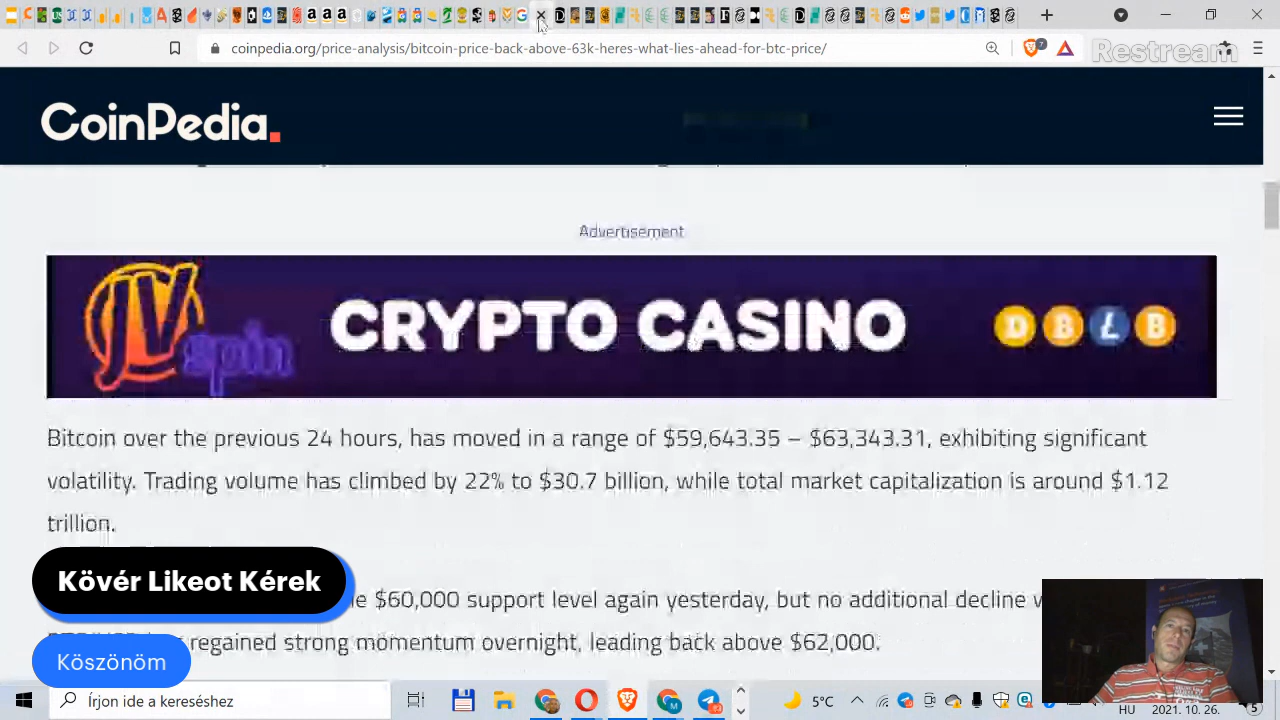 coinpedia.org/price-analysis/bitcoin-price-back-above-63k-heres-what-lies-ahead-for-btc-price/
7
Restream
CoinPedia.
Advertisement
spin
CRYPTO CASINO
Bitcoin over the previous 24 hours, has moved in a range of $59,643.35 – $63,343.31, exhibiting significant
volatility. Trading volume has climbed by 22% to $30.7 billion, while total market capitalization is around $1.12
trillion.
Kövér Likeot Kérek
$60,000 support level again yesterday, but no additional decline
regained strong momentum overnight, leading back above $62,000.
Köszönöm
Írjon ide a kereséshez
5°C
HU
2021. 10. 26.
5